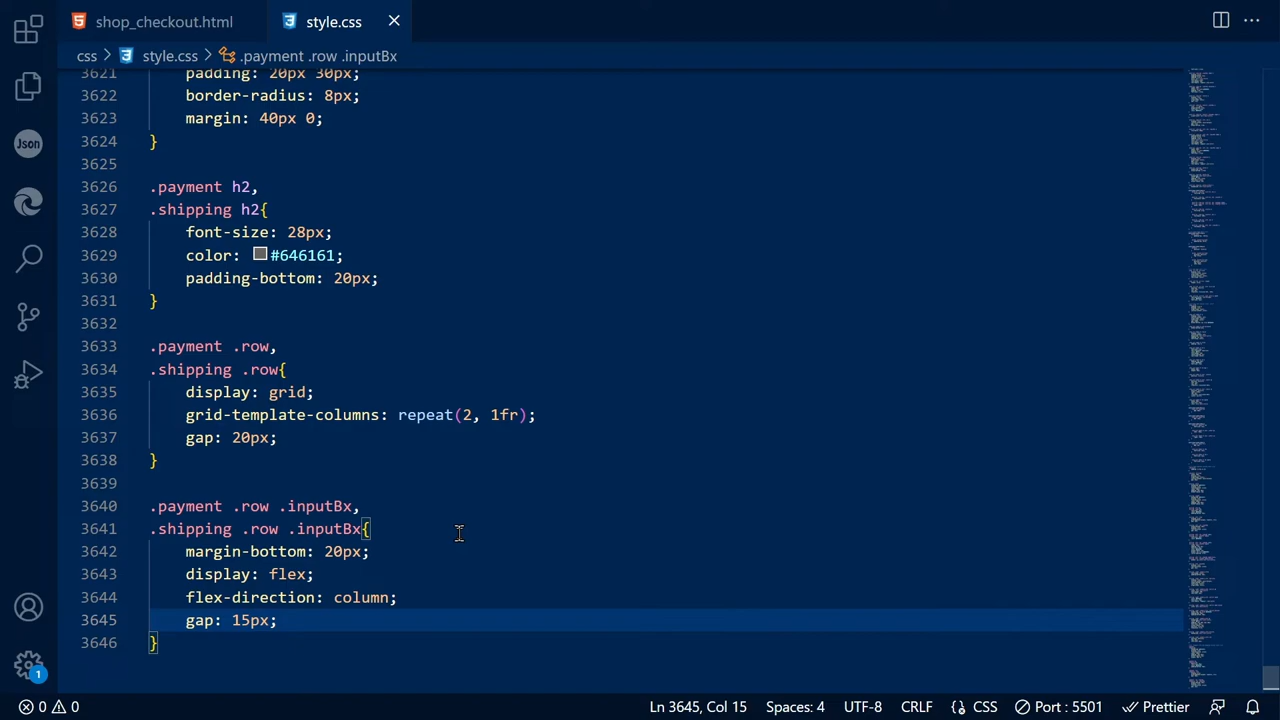 shop_checkout.html
style.css
css > style.css > .payment .row .inputBx
3621 padding: 20px 30px;
3622 border-radius: 8px;
3623 margin: 40px 0;
3624 }
3625
3626 .payment h2,
3627 .shipping h2{
3628 font-size: 28px;
3629 color: #646161;
3630 padding-bottom: 20px;
3631 }
3632
3633 .payment .row,
3634 .shipping .row{
3635 display: grid;
3636 grid-template-columns: repeat(2, 1fr);
3637 gap: 20px;
3638 }
3639
3640 .payment .row .inputBx,
3641 .shipping .row .inputBx{
3642 margin-bottom: 20px;
3643 display: flex;
3644 flex-direction: column;
3645 gap: 15px;
3646 }
Json
1
0 0 Ln 3645, Col 15 Spaces: 4 UTF-8 CRLF CSS Port : 5501 Prettier